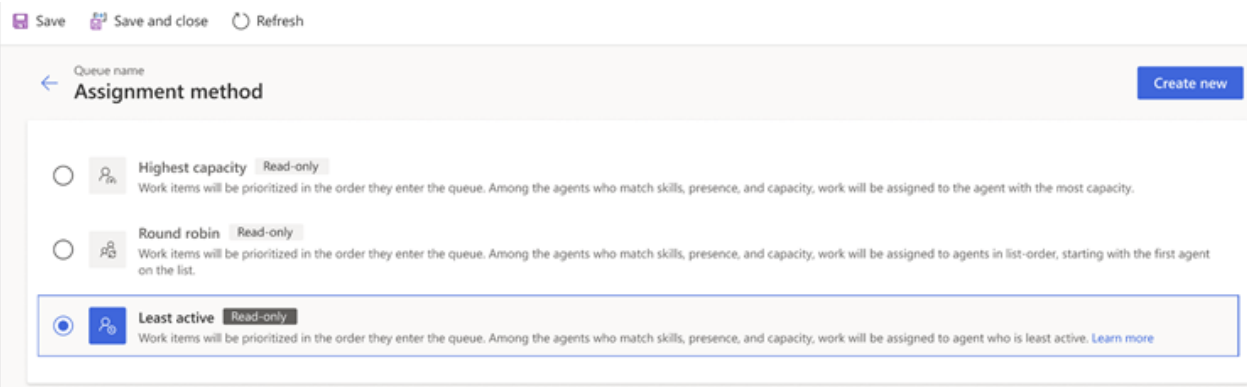 Save Save and close Refresh
Queue name
Assignment method
Create new
Highest capacity Read-only
Work items will be prioritized in the order they enter the queue. Among the agents who match skills, presence, and capacity, work will be assigned to the agent with the most capacity.
Round robin Read-only
Work items will be prioritized in the order they enter the queue. Among the agents who match skills, presence, and capacity, work will be assigned to agents in list-order, starting with the first agent
on the list.
Least active Read-only
Work items will be prioritized in the order they enter the queue. Among the agents who match skills, presence, and capacity, work will be assigned to agent who is least active. Learn more